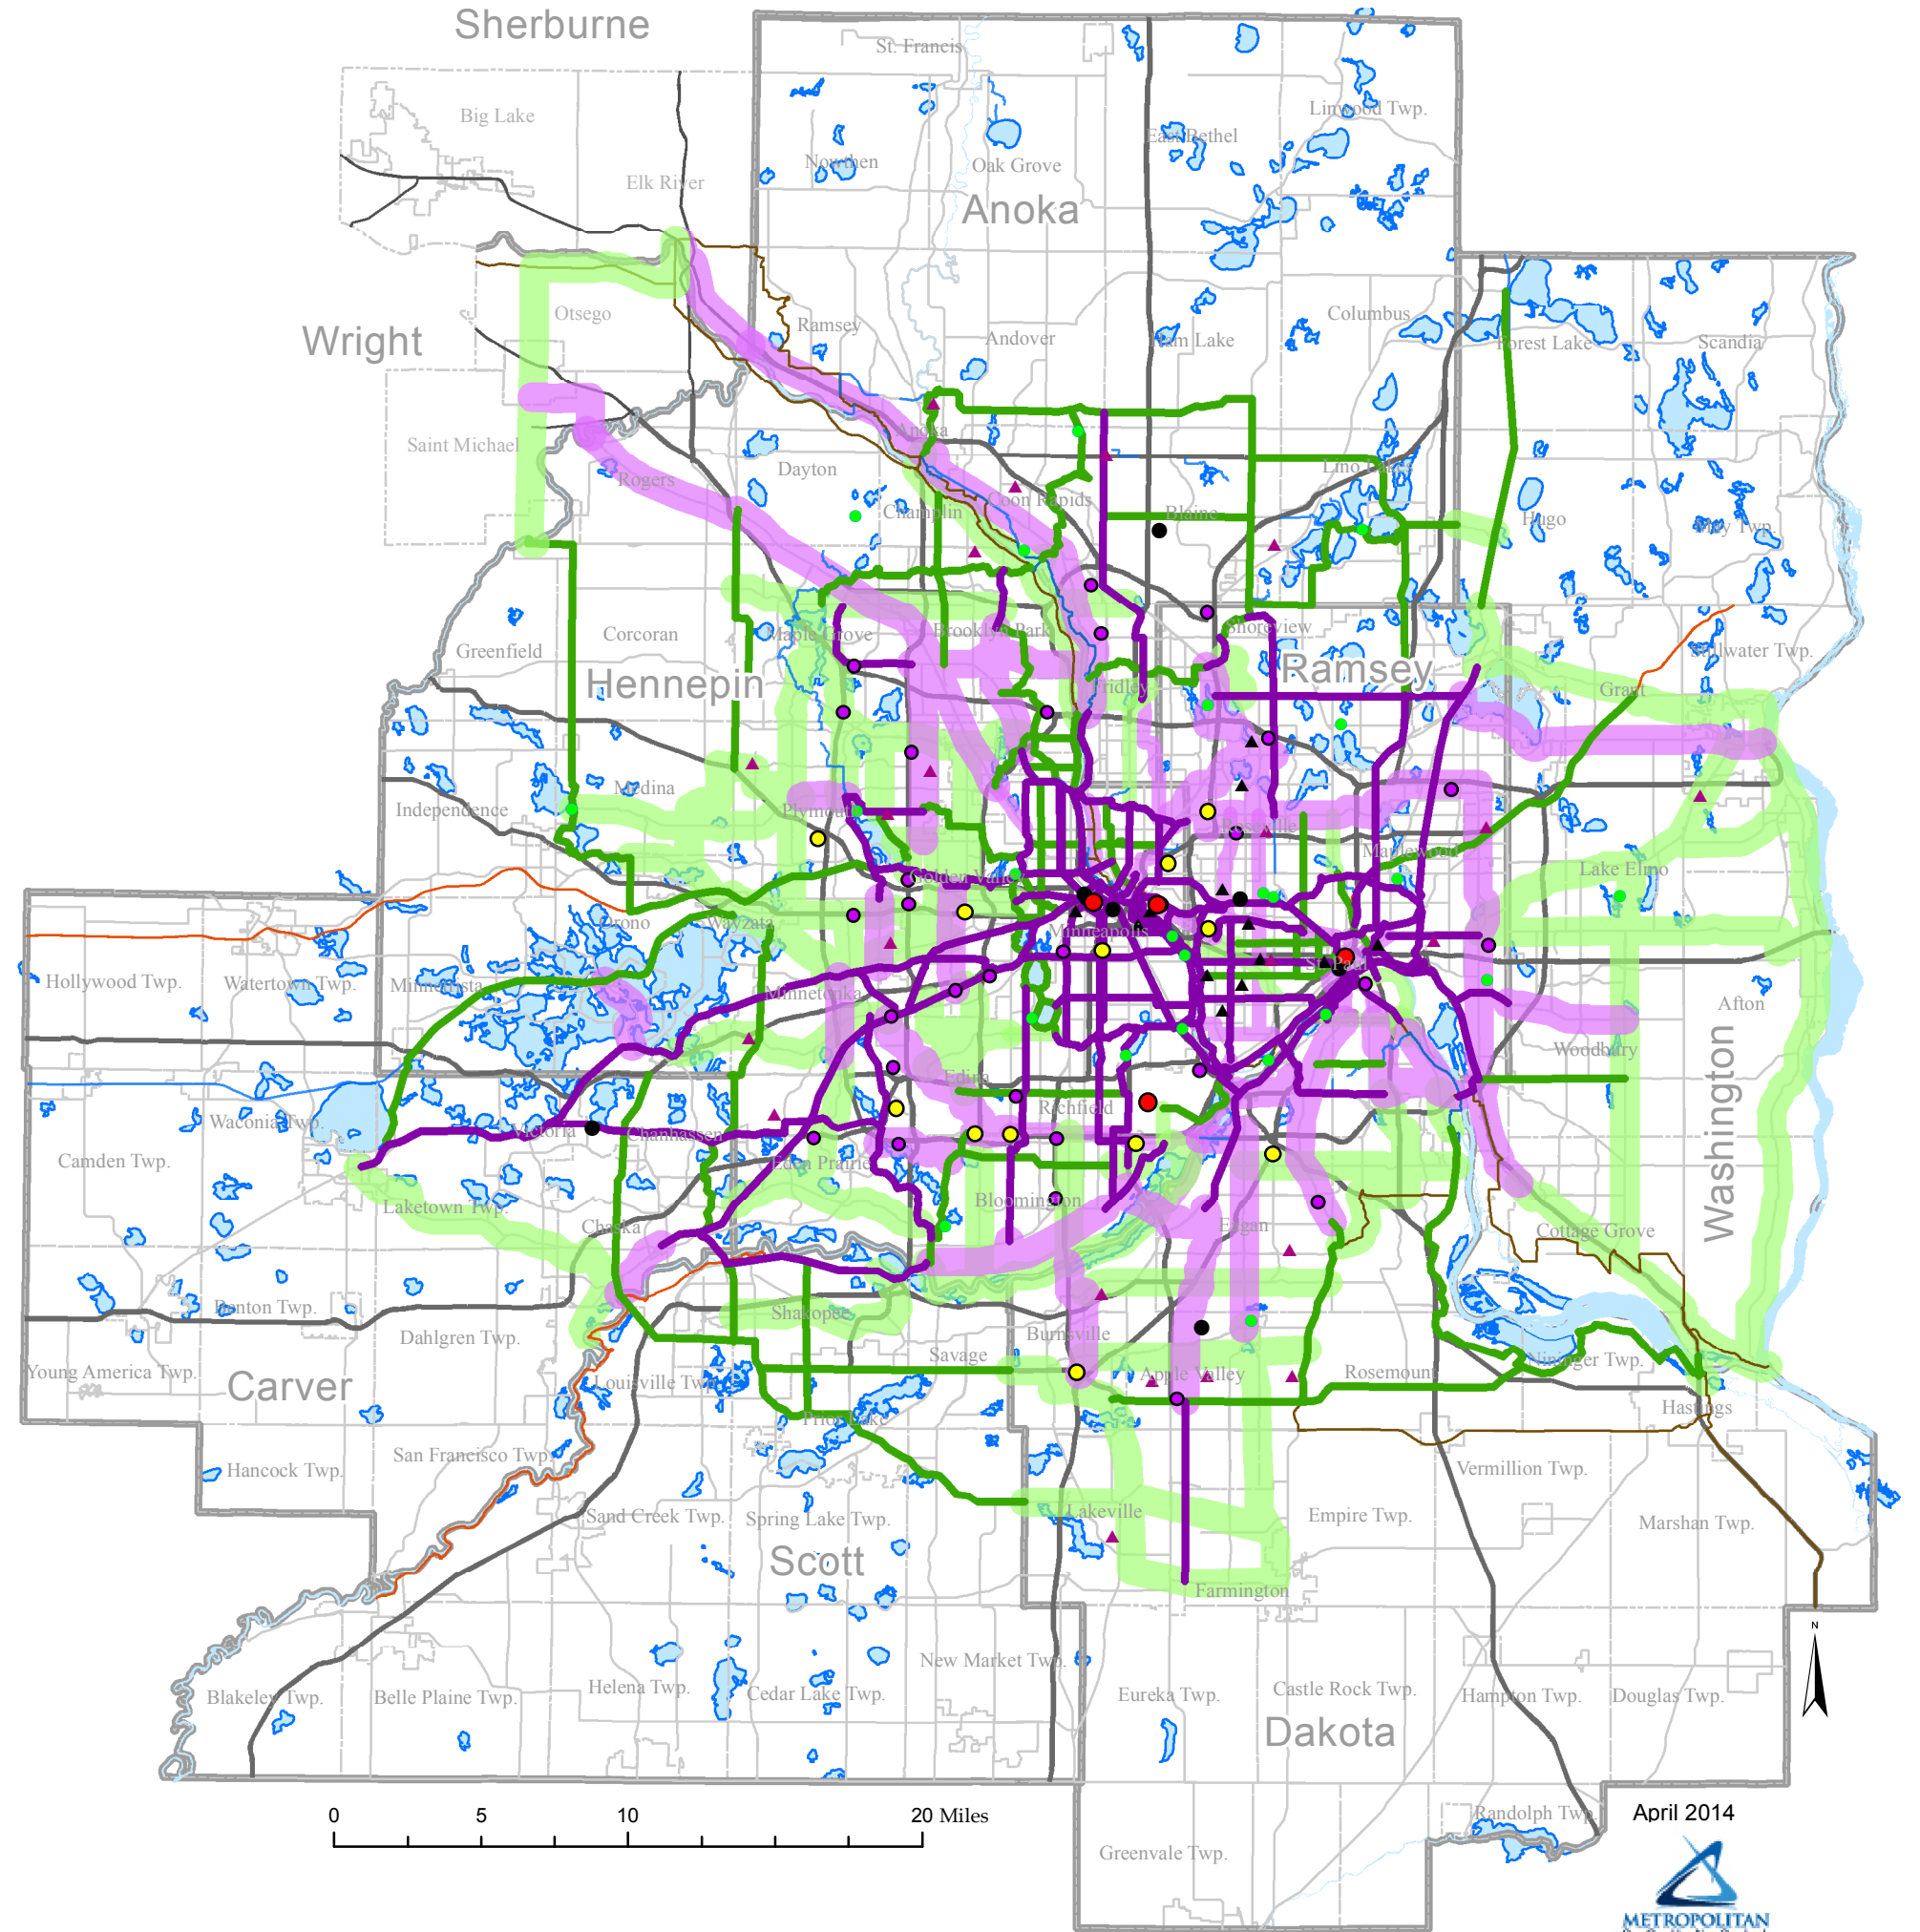 Sherburne
St. Francis
Big Lake
Linwood Twp.
East Bethel
Nowthen
Oak Grove
Elk River
Anoka
Otsego
Ramsey
Columbus
Wright
Andover
Ham Lake
Forest Lake
Scandia
Saint Michael
Anoka
Dayton
Lino Lakes
Rogers
Coon Rapids
Champlin
Blaine
Hugo
May Twp.
Corcoran
Maple Grove
Brooklyn Park
Shoreview
Greenfield
Stillwater Twp.
Hennepin
Ramsey
Fridley
Grant
Medina
Independence
Plymouth
Roseville
Maplewood
Lake Elmo
Golden Valley
Orono
Wayzata
Minneapolis
St. Paul
Hollywood Twp.
Watertown Twp.
Minnetrista
Minnetonka
Afton
Woodbury
Edina
Richfield
Washington
Waconia Twp.
Victoria
Chanhassen
Camden Twp.
Eden Prairie
Laketown Twp.
Bloomington
Chaska
Eagan
Cottage Grove
Benton Twp.
Dahlgren Twp.
Shakopee
Burnsville
Savage
Nininger Twp.
Young America Twp.
Carver
Louisville Twp.
Apple Valley
Rosemount
Prior Lake
Hastings
Hancock Twp.
San Francisco Twp.
Vermillion Twp.
Sand Creek Twp.
Spring Lake Twp.
Lakeville
Empire Twp.
Marshan Twp.
Scott
Farmington
N
New Market Twp.
Blakeley Twp.
Belle Plaine Twp.
Helena Twp.
Cedar Lake Twp.
Eureka Twp.
Castle Rock Twp.
Hampton Twp.
Douglas Twp.
Dakota
0 5 10 20 Miles
Randolph Twp.
April 2014
Greenvale Twp.
METROPOLITAN
COUNCIL